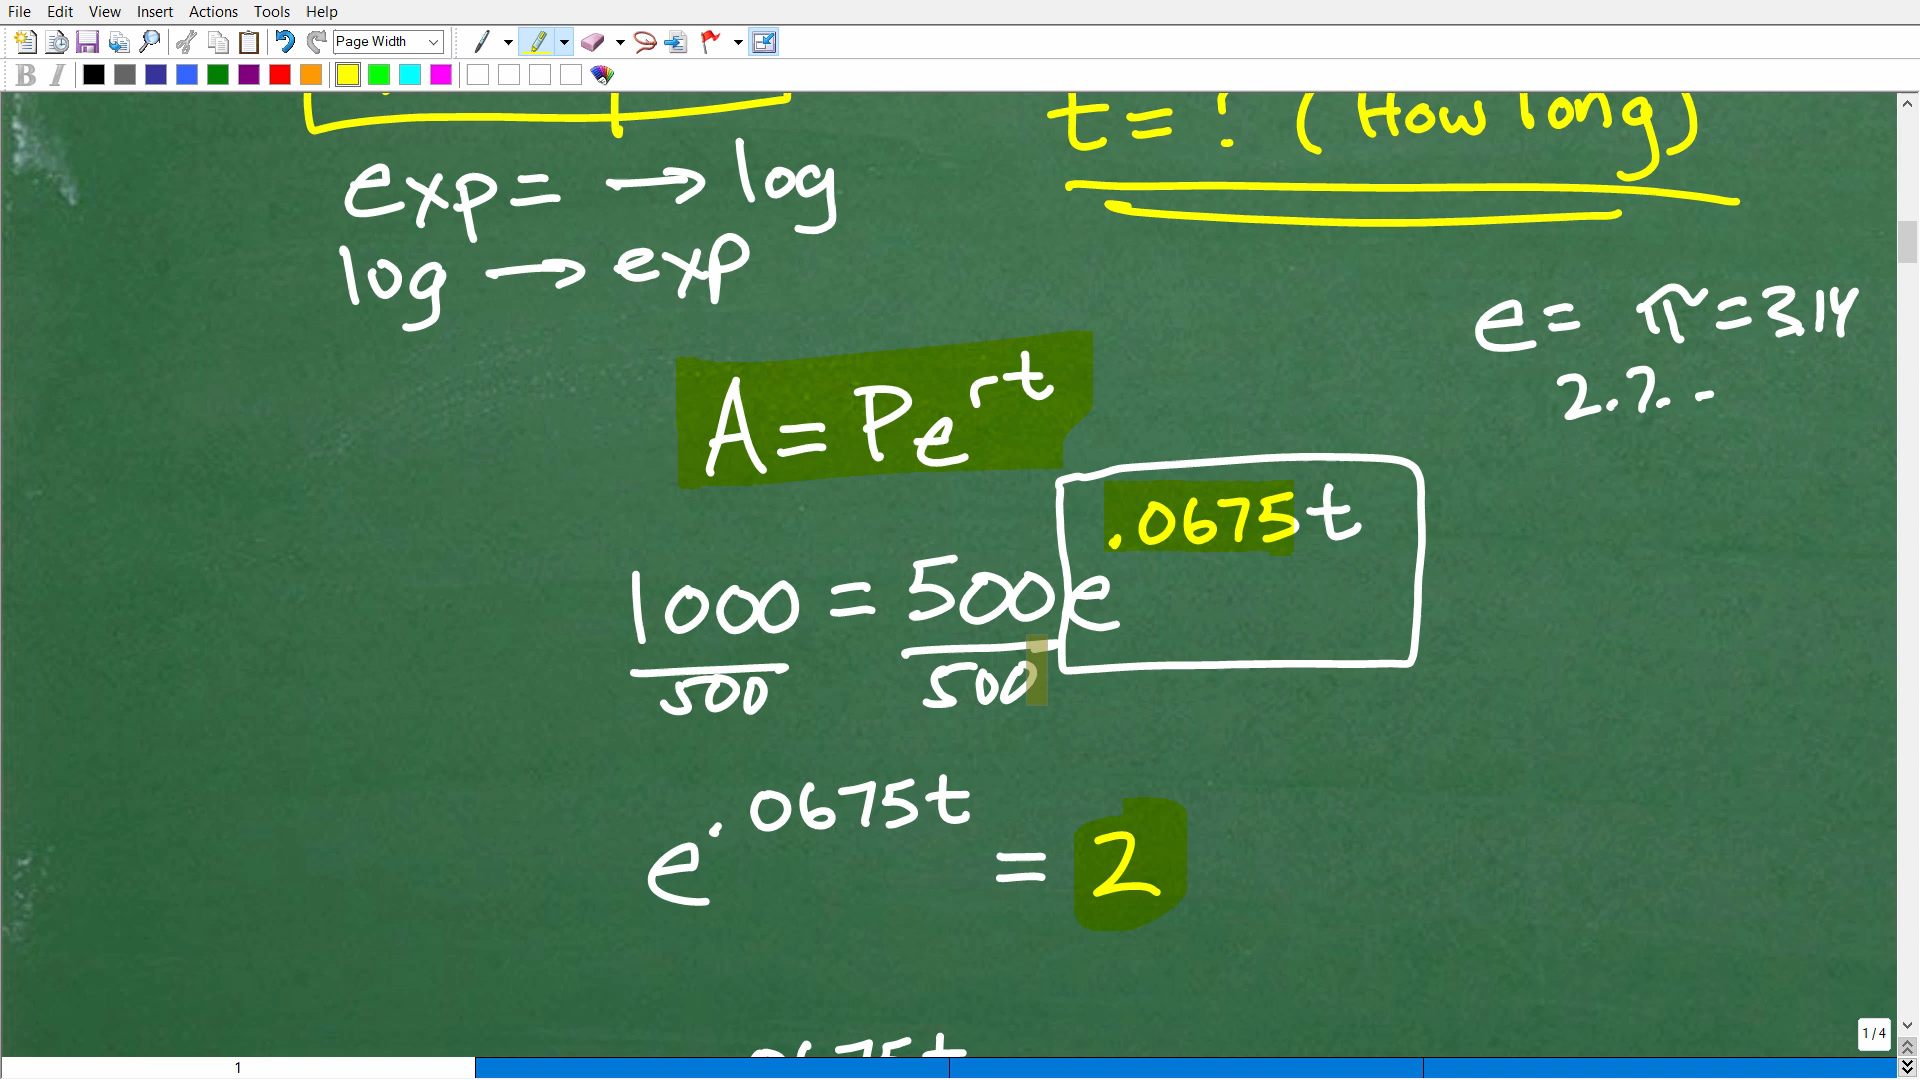 File Edit View Insert Actions Tools Help
Page Width
B I
t = ? (How long)
exp = → log
log → exp
e = π = 3.14
2.7. -
A = Pe^rt
1000 = 500e^.0675t
500 500
e^.0675t = 2
.0675t
1 / 4
1